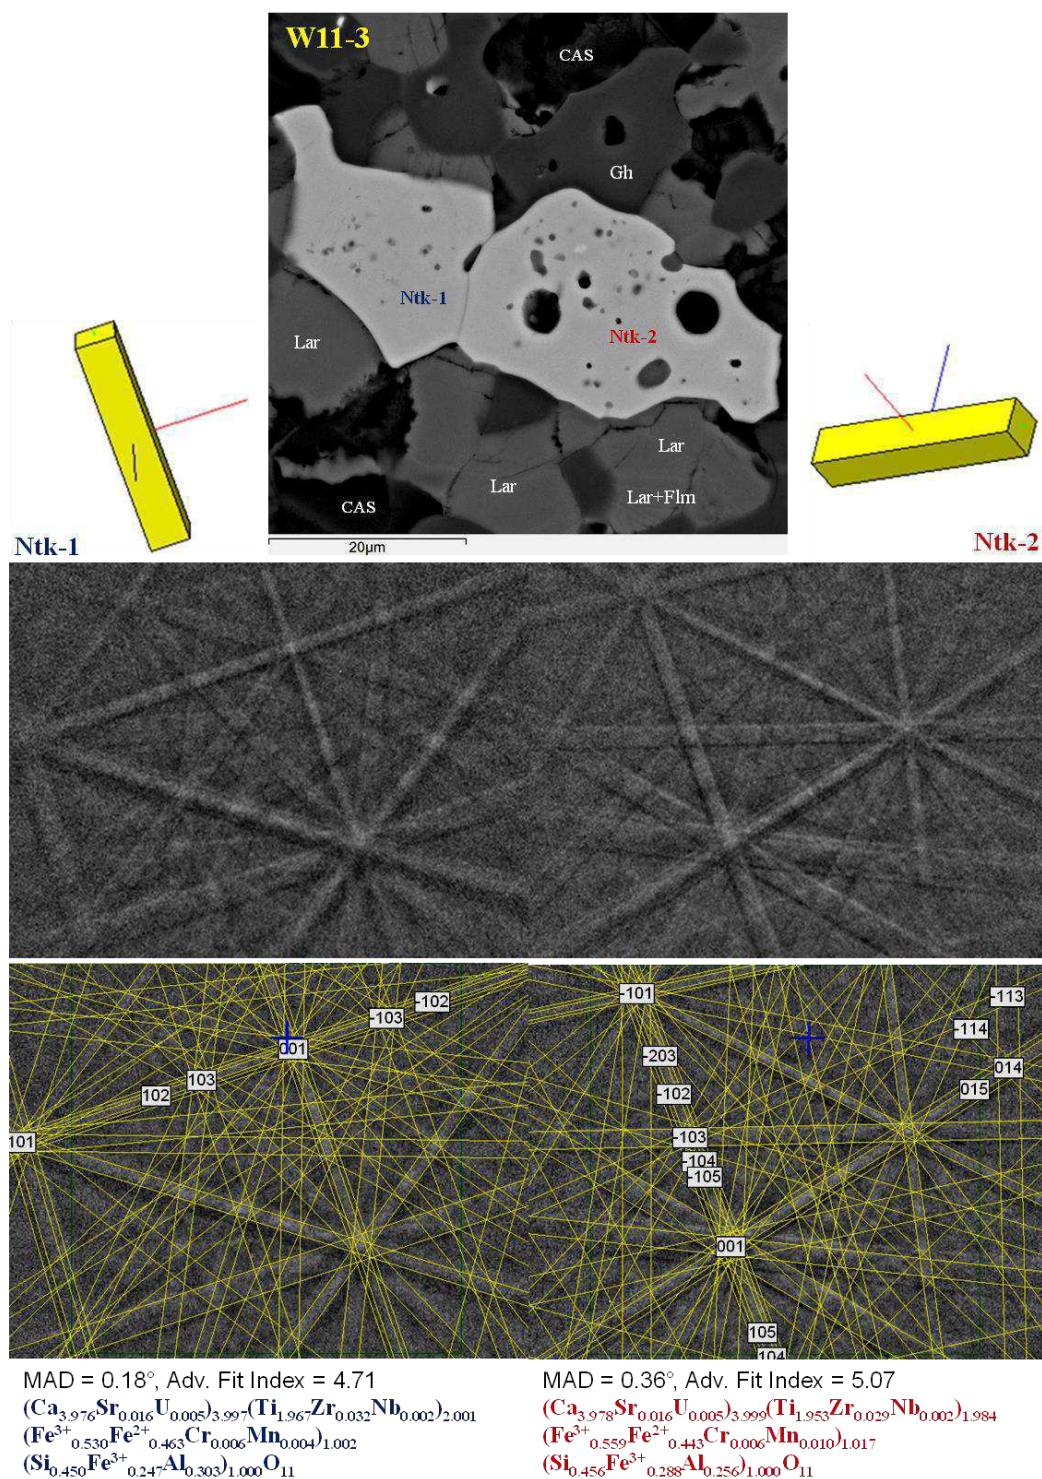 W11-3
CAS
Gh
Ntk-1
Lar
Ntk-2
Lar
Lar
Lar+Flm
CAS
20μm
Ntk-1
Ntk-2
-102
-103
001
103
102
101
-101
-113
-114
-203
014
015
-102
-103
-104
-105
001
105
104
MAD = 0.18°, Adv. Fit Index = 4.71
(Ca3.976Sr0.016U0.005)3.997(Ti1.967Zr0.032Nb0.002)2.001
(Fe3+0.530Fe2+0.463Cr0.006Mn0.004)1.002
(Si0.450Fe3+0.247Al0.303)1.000O11
MAD = 0.36°, Adv. Fit Index = 5.07
(Ca3.978Sr0.016U0.005)3.999(Ti1.953Zr0.029Nb0.002)1.984
(Fe3+0.559Fe2+0.443Cr0.006Mn0.010)1.017
(Si0.456Fe3+0.288Al0.256)1.000O11